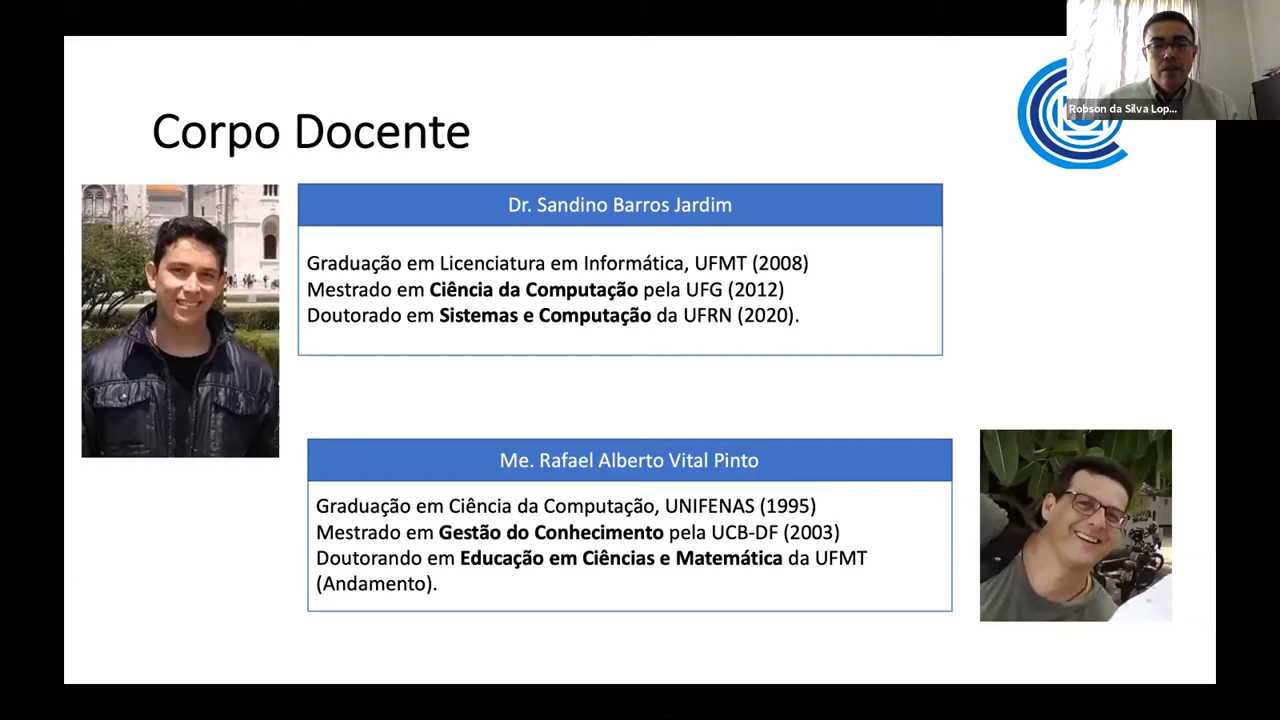 Robson da Silva Lop...
Corpo Docente
Dr. Sandino Barros Jardim
Graduação em Licenciatura em Informática, UFMT (2008)
Mestrado em Ciência da Computação pela UFG (2012)
Doutorado em Sistemas e Computação da UFRN (2020).
Me. Rafael Alberto Vital Pinto
Graduação em Ciência da Computação, UNIFENAS (1995)
Mestrado em Gestão do Conhecimento pela UCB-DF (2003)
Doutorando em Educação em Ciências e Matemática da UFMT
(Andamento).